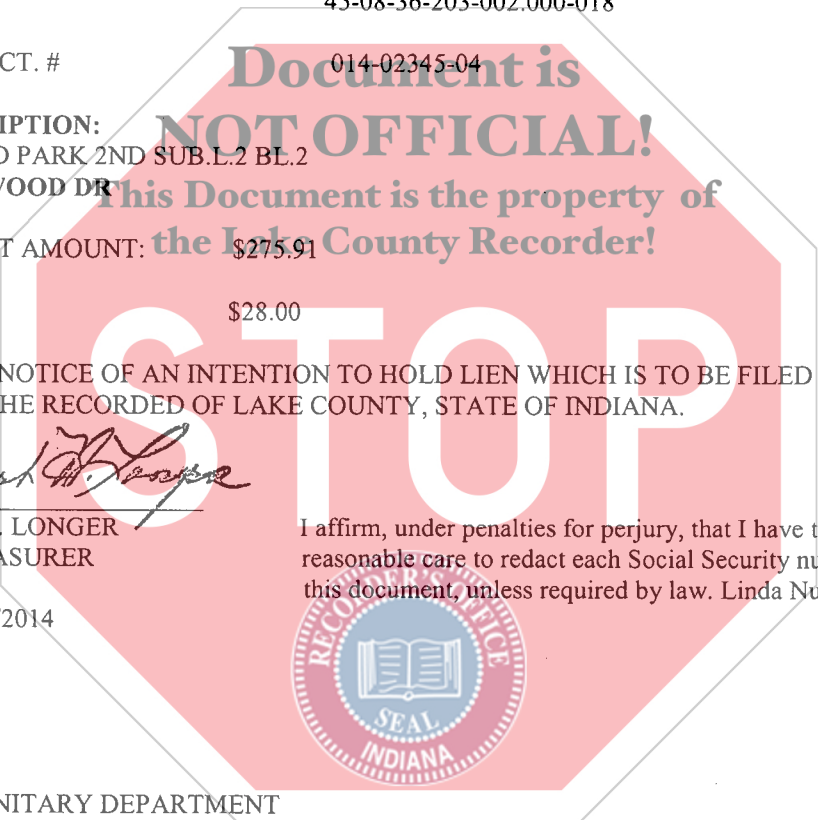 45-08-36-203-002.000-018
CT. # 014-02345-04
Document is
IPTION:
NOT OFFICIAL!
D PARK 2ND SUB.L.2 BL.2
WOOD DR
This Document is the property of
T AMOUNT: $275.91
the Lake County Recorder!
$28.00
STOP
NOTICE OF AN INTENTION TO HOLD LIEN WHICH IS TO BE FILED
HE RECORDED OF LAKE COUNTY, STATE OF INDIANA.
. LONGER
ASURER
/2014
I affirm, under penalties for perjury, that I have t
reasonable care to redact each Social Security nu
this document, unless required by law. Linda Nu
RECORDER'S OFFICE
SEAL
INDIANA
NITARY DEPARTMENT